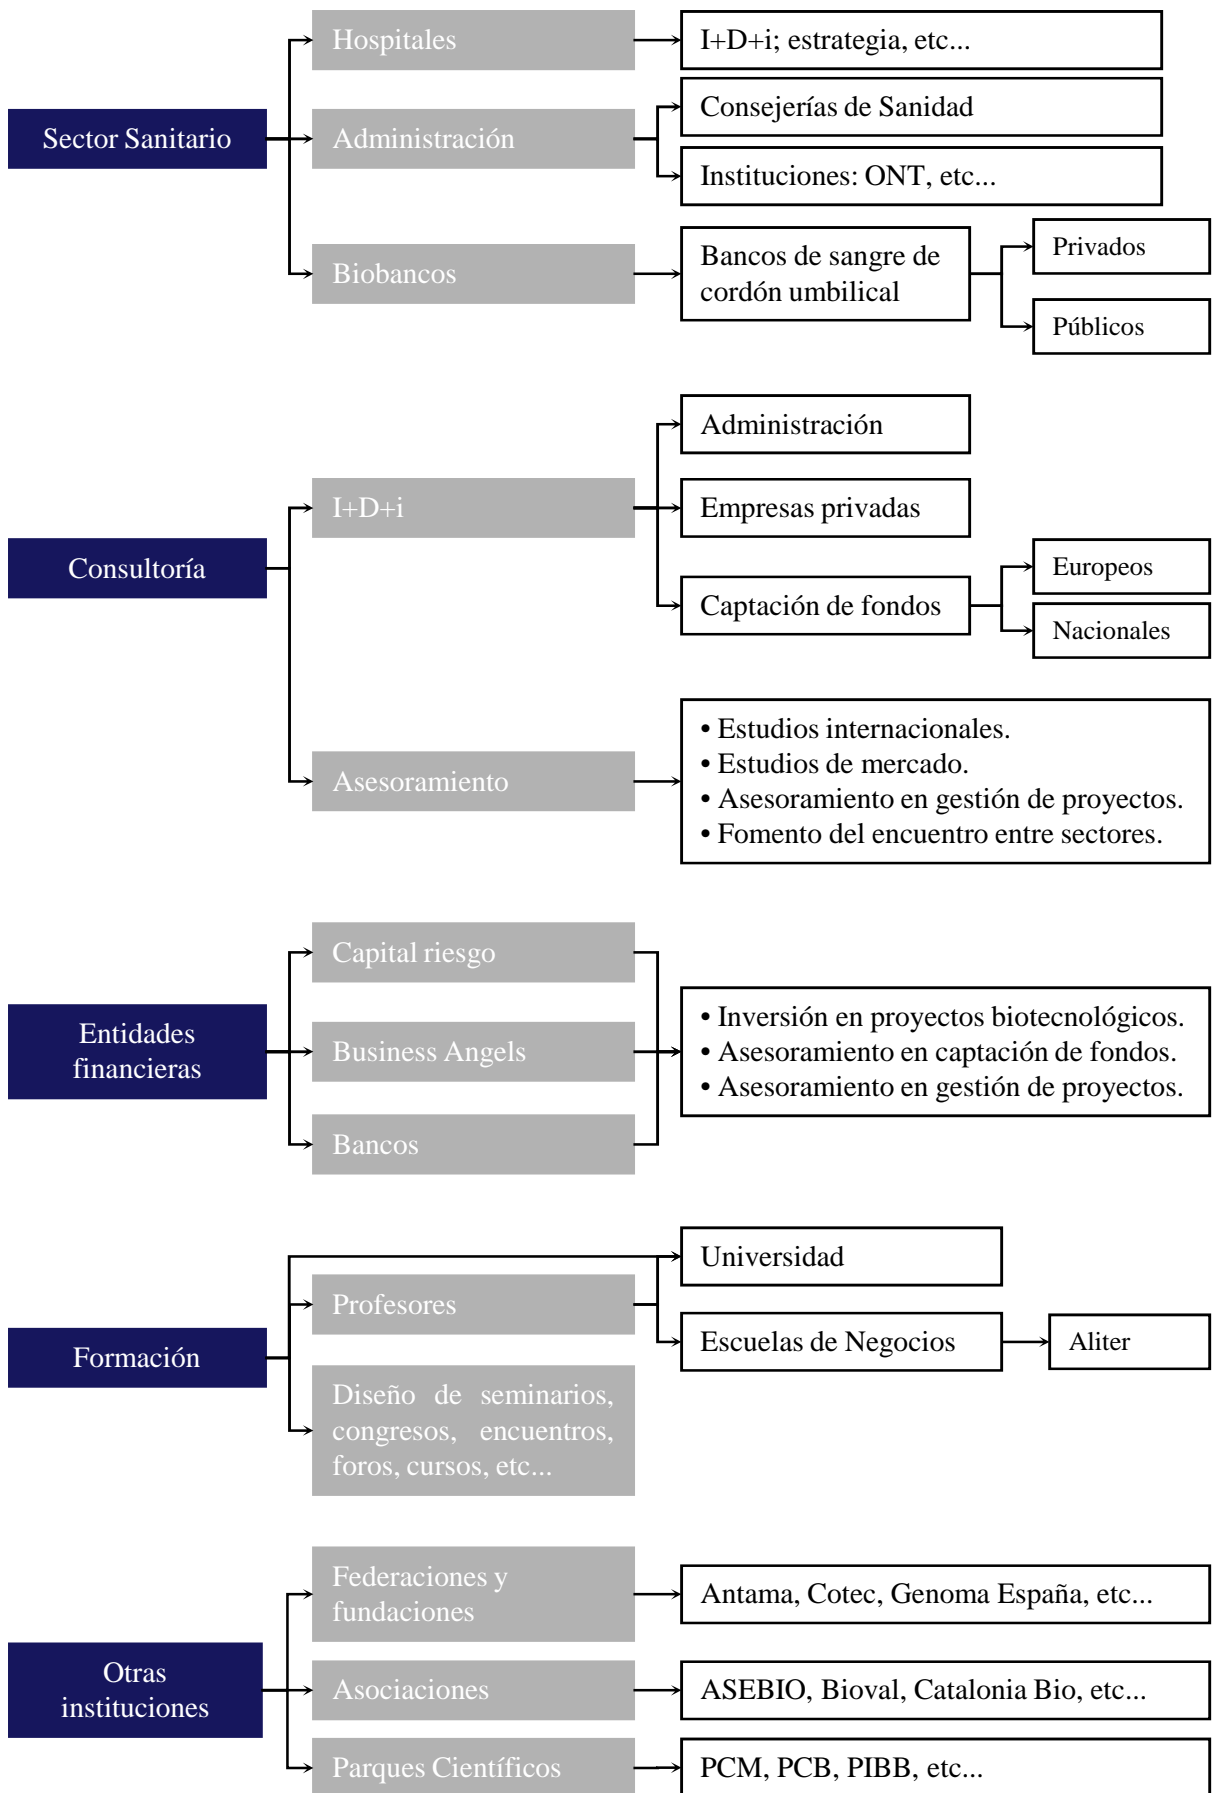 Hospitales
I+D+i; estrategia, etc...
Sector Sanitario
Administración
Consejerías de Sanidad
Instituciones: ONT, etc...
Biobancos
Bancos de sangre de
cordón umbilical
Privados
Públicos
Consultoría
I+D+i
Administración
Empresas privadas
Captación de fondos
Europeos
Nacionales
Asesoramiento
• Estudios internacionales.
• Estudios de mercado.
• Asesoramiento en gestión de proyectos.
• Fomento del encuentro entre sectores.
Entidades
financieras
Capital riesgo
Business Angels
Bancos
• Inversión en proyectos biotecnológicos.
• Asesoramiento en captación de fondos.
• Asesoramiento en gestión de proyectos.
Formación
Profesores
Universidad
Escuelas de Negocios
Aliter
Diseño de seminarios,
congresos, encuentros,
foros, cursos, etc...
Otras
instituciones
Federaciones y
fundaciones
Antama, Cotec, Genoma España, etc...
Asociaciones
ASEBIO, Bioval, Catalonia Bio, etc...
Parques Científicos
PCM, PCB, PIBB, etc...